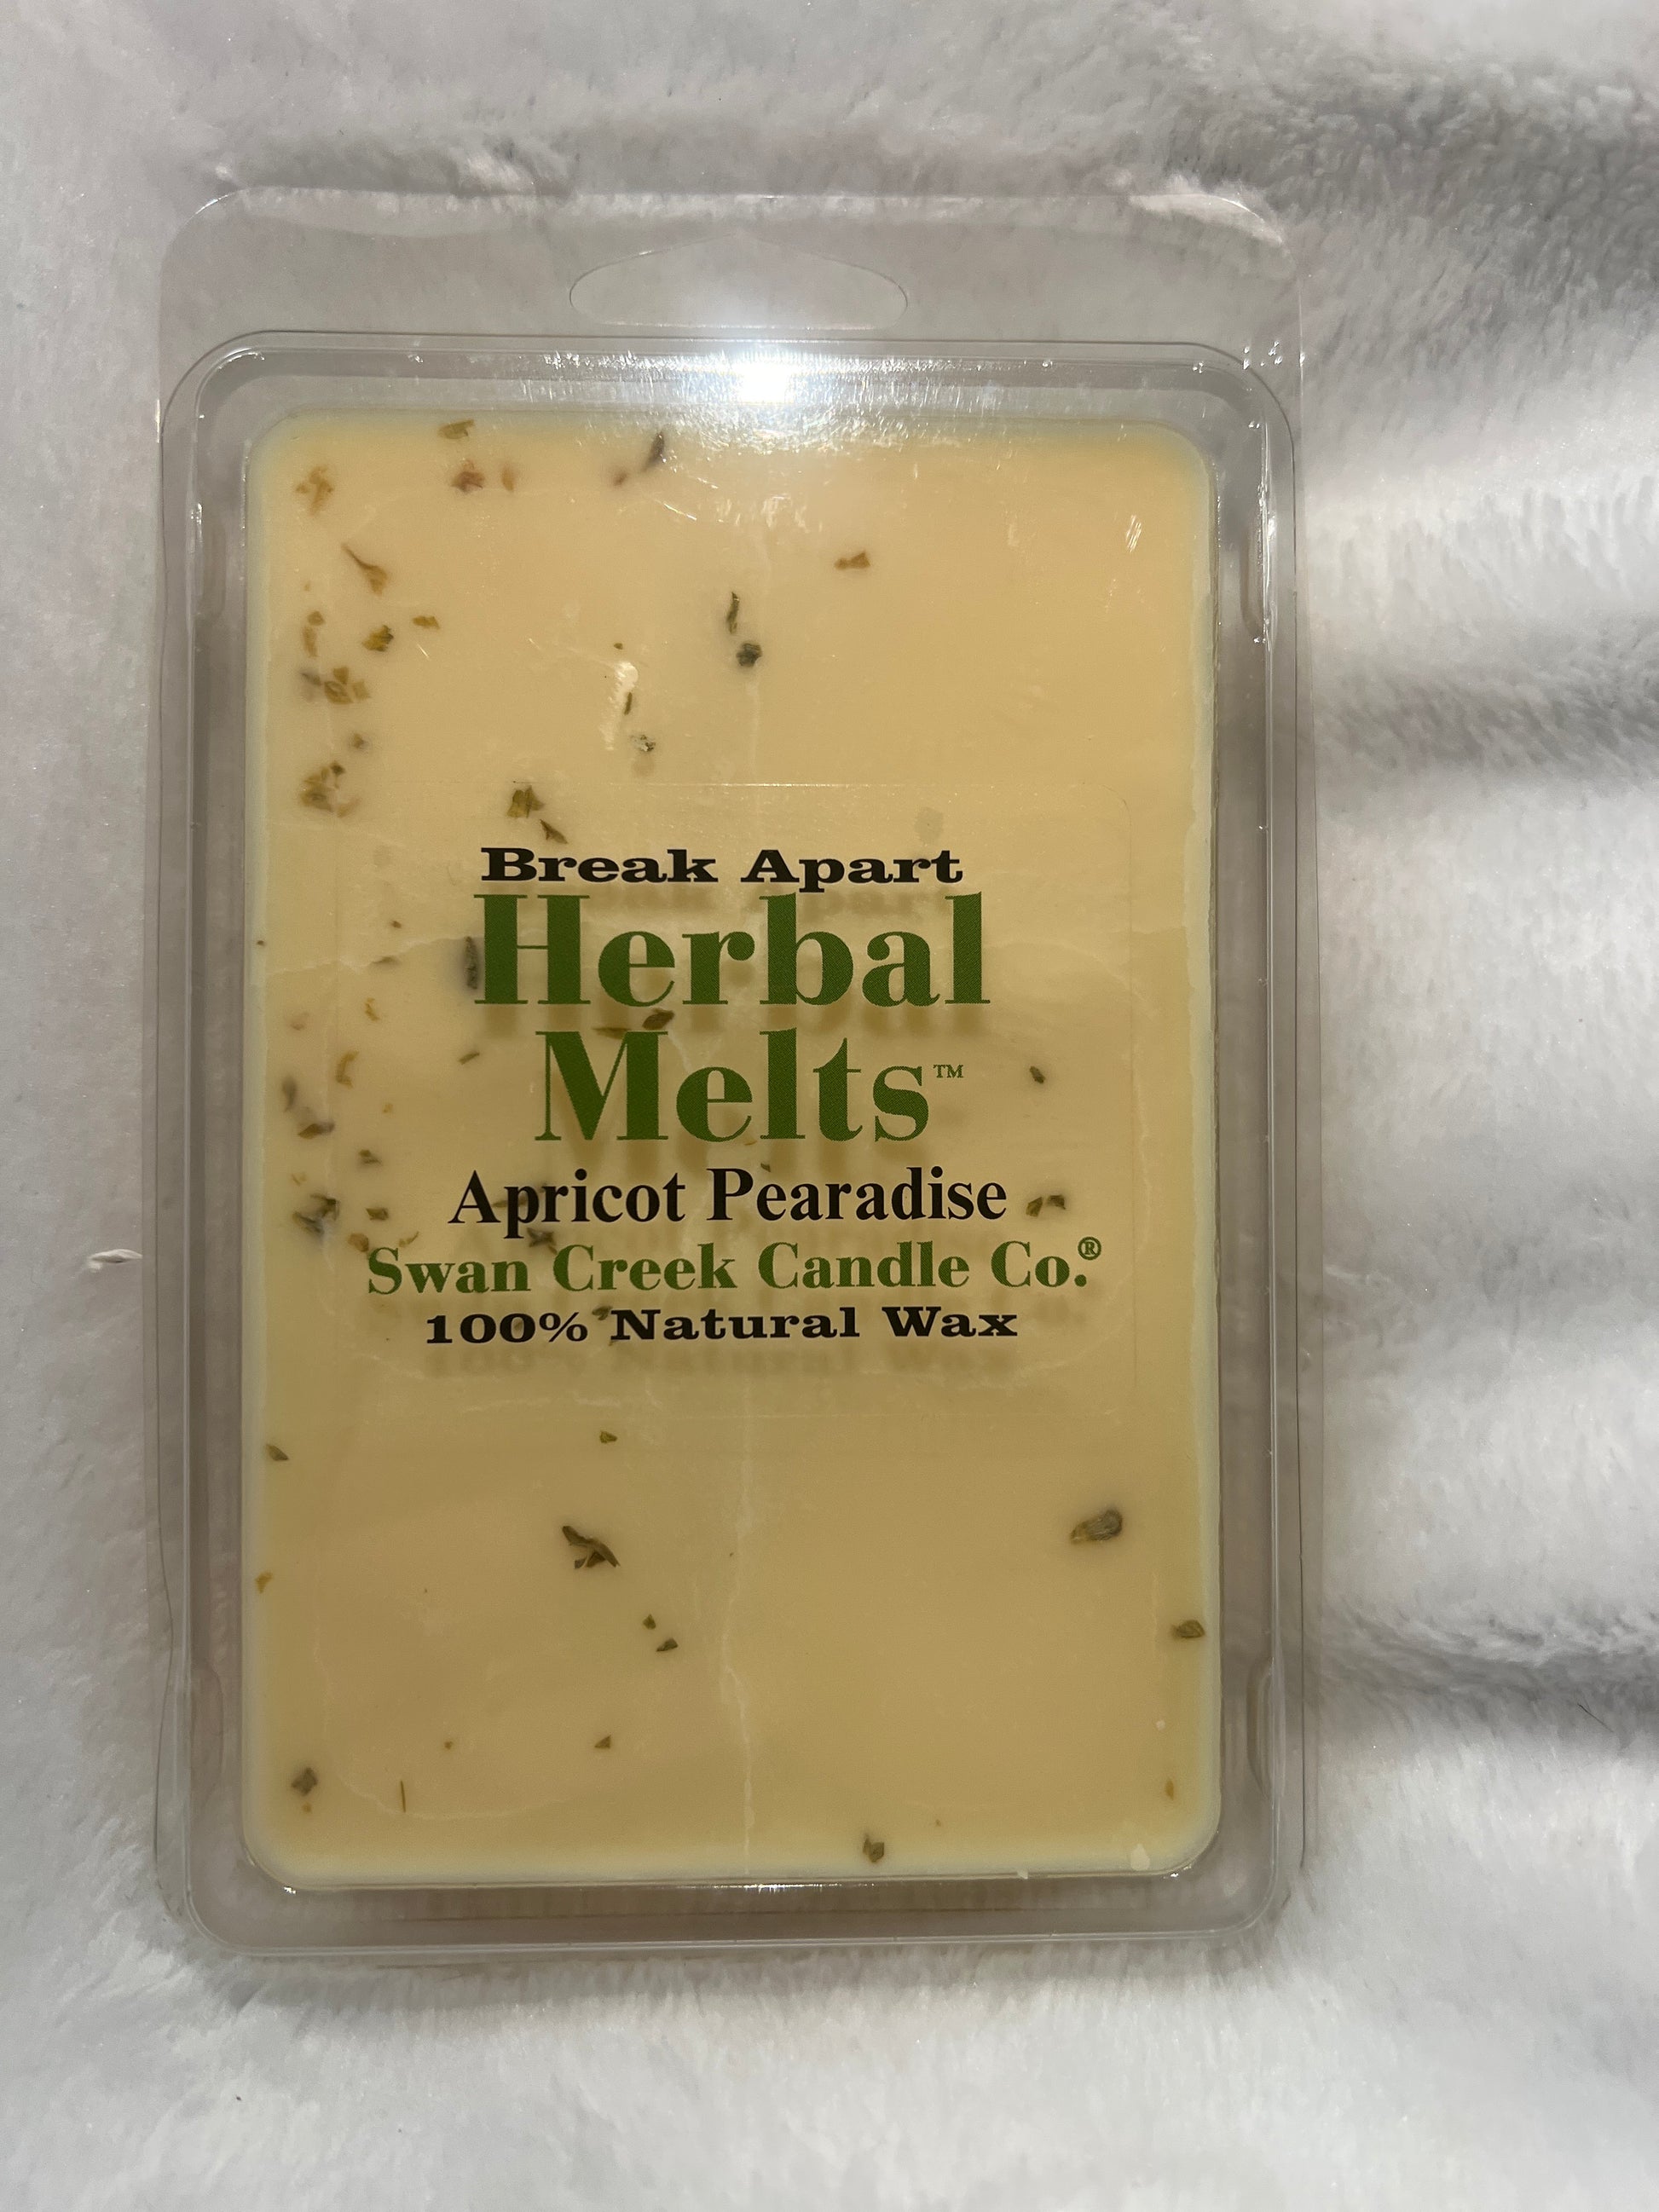 Break Apart
Herbal
Melts™
Apricot Pearadise
Swan Creek Candle Co.®
100% Natural Wax